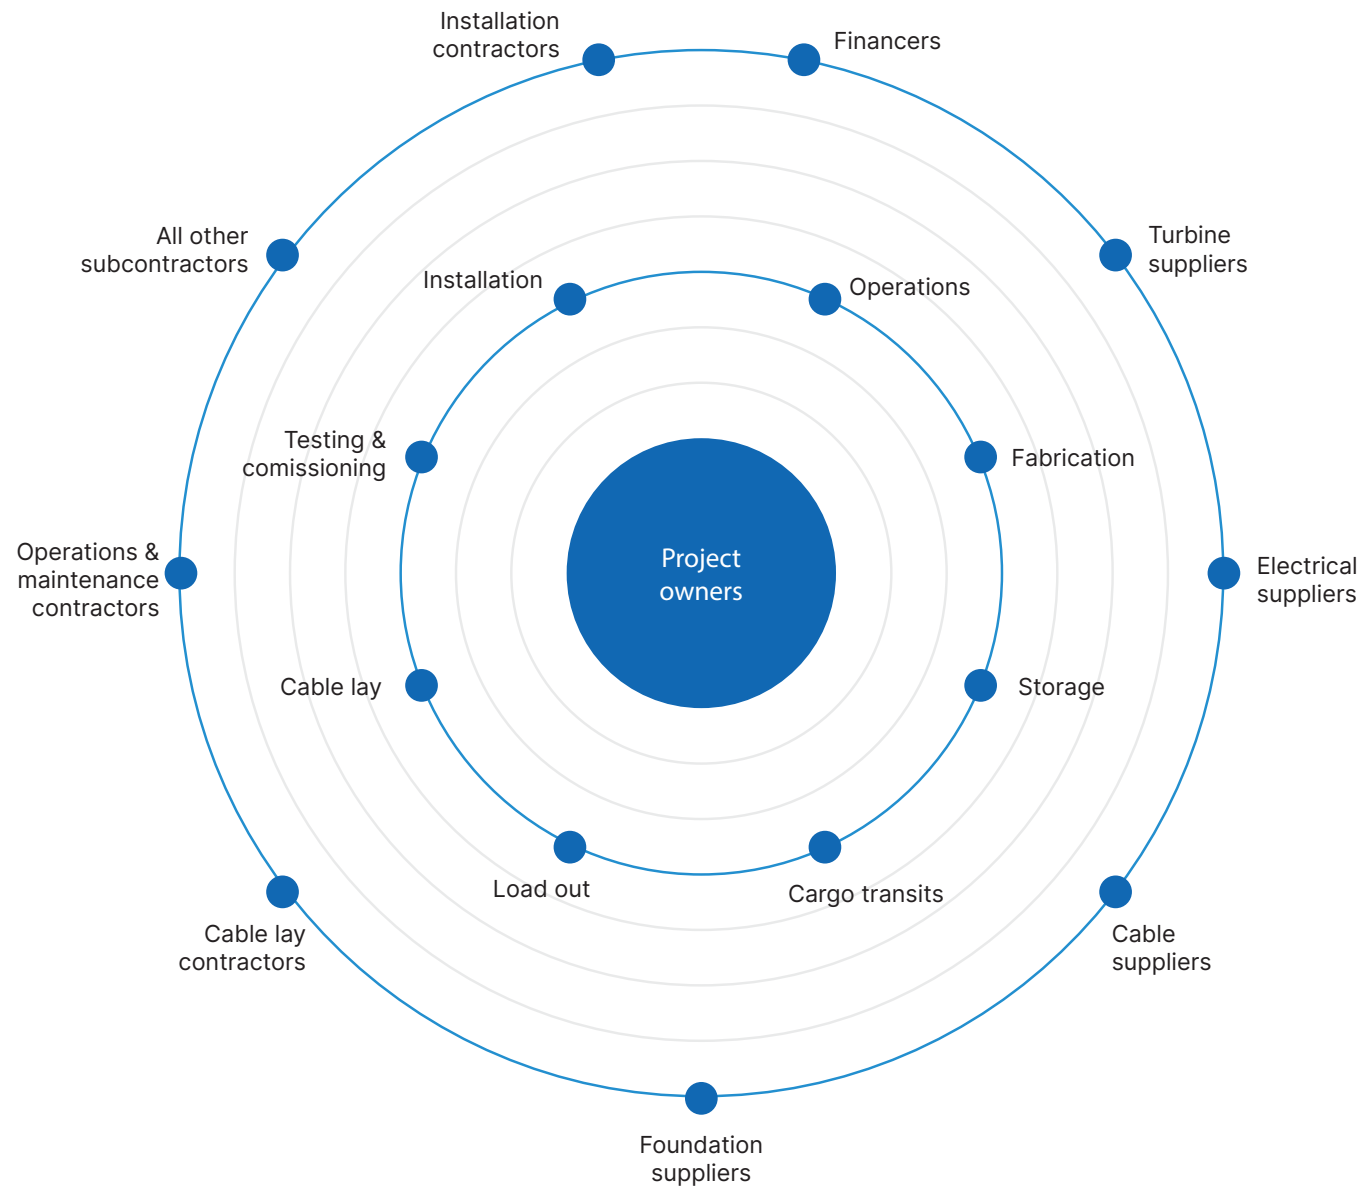 Installation
contractors
Financers
All other
subcontractors
Turbine
suppliers
Installation
Operations
Testing &
comissioning
Fabrication
Operations &
maintenance
contractors
Project
owners
Electrical
suppliers
Cable lay
Storage
Load out
Cargo transits
Cable lay
contractors
Cable
suppliers
Foundation
suppliers